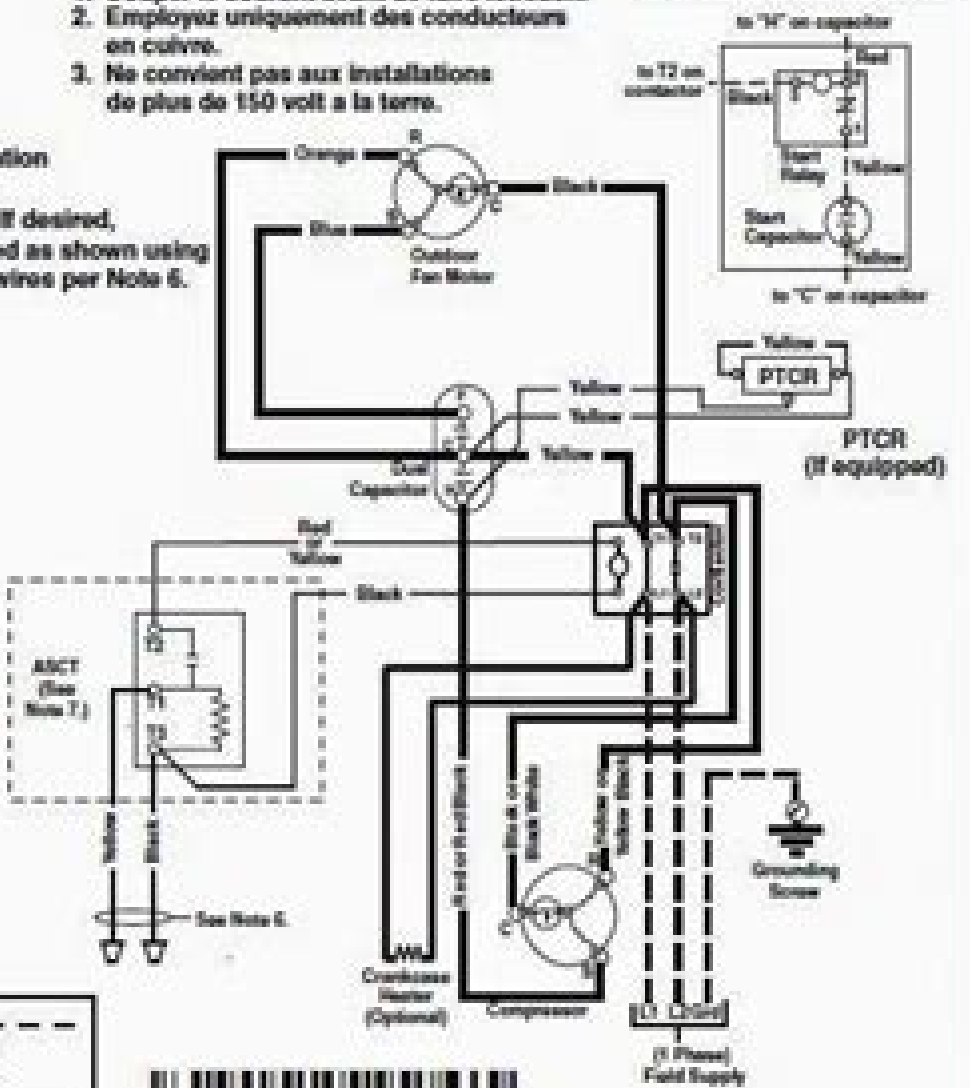 2. Employez uniquement des conducteurs
en cuivre.
3. Ne convient pas aux installations
de plus de 150 volt a la terre.
If desired,
as shown using
wires per Note 6.
to "H" on capacitor
Red
to T2 on
contactor
Black
Start
Relay
Yellow
Start
Capacitor
Yellow
to "C" on capacitor
R
Orange
Black
C
Blue
Outdoor
Fan Motor
Yellow
PTCR
Yellow
Yellow
PTCR
(If equipped)
Yellow
Dual
Capacitor
Red
or
Yellow
Black
Contactor
ASCT
(See
Note 7.)
T2
T1
T3
Yellow
Black
See Note 6.
Red or Red/Black
Black or
Black White
Yellow or
Yellow Black
C
Grounding
Screw
Crankcase
Heater
(Optional)
Compressor
L1 L2 Gnd
(1 Phase)
Field Supply